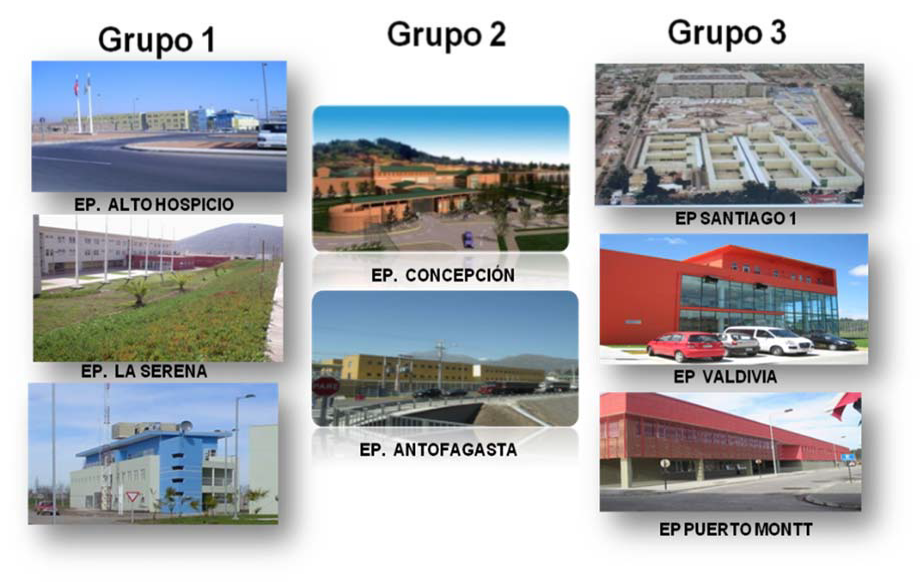 Grupo 1
EP. ALTO HOSPICIO
EP. LA SERENA
Grupo 2
EP. CONCEPCIÓN
EP. ANTOFAGASTA
Grupo 3
EP SANTIAGO 1
EP VALDIVIA
EP PUERTO MONTT